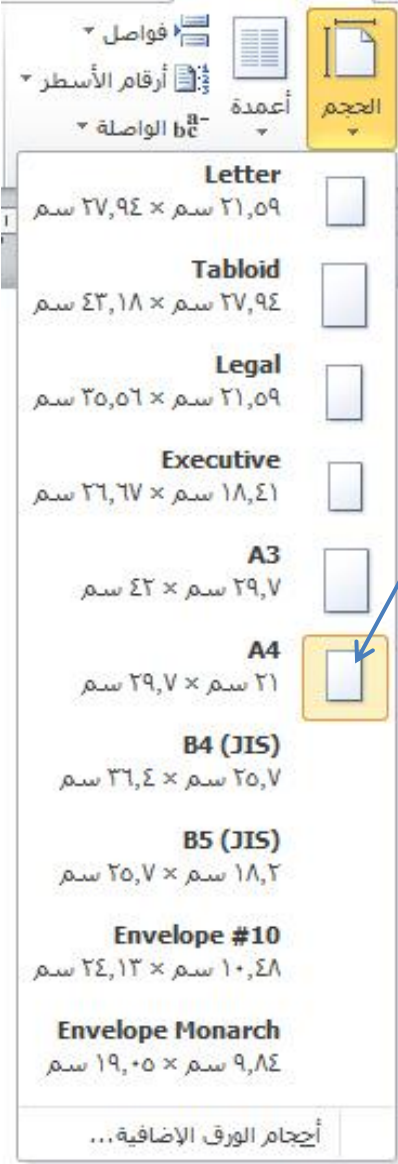 الحجم
أعمدة
فواصل
أرقام الأسطر
الواصلة
bc
a-
Letter
٢١,٥٩ سم × ٢٧,٩٤ سم
Tabloid
٢٧,٩٤ سم × ٤٣,١٨ سم
Legal
٢١,٥٩ سم × ٣٥,٥٦ سم
Executive
١٨,٤١ سم × ٢٦,٦٧ سم
A3
٢٩,٧ سم × ٤٢ سم
A4
٢١ سم × ٢٩,٧ سم
B4 (JIS)
٢٥,٧ سم × ٣٦,٤ سم
B5 (JIS)
١٨,٢ سم × ٢٥,٧ سم
Envelope #10
١٠,٤٨ سم × ٢٤,١٣ سم
Envelope Monarch
٩,٨٤ سم × ١٩,٠٥ سم
أحجام الورق الإضافية...